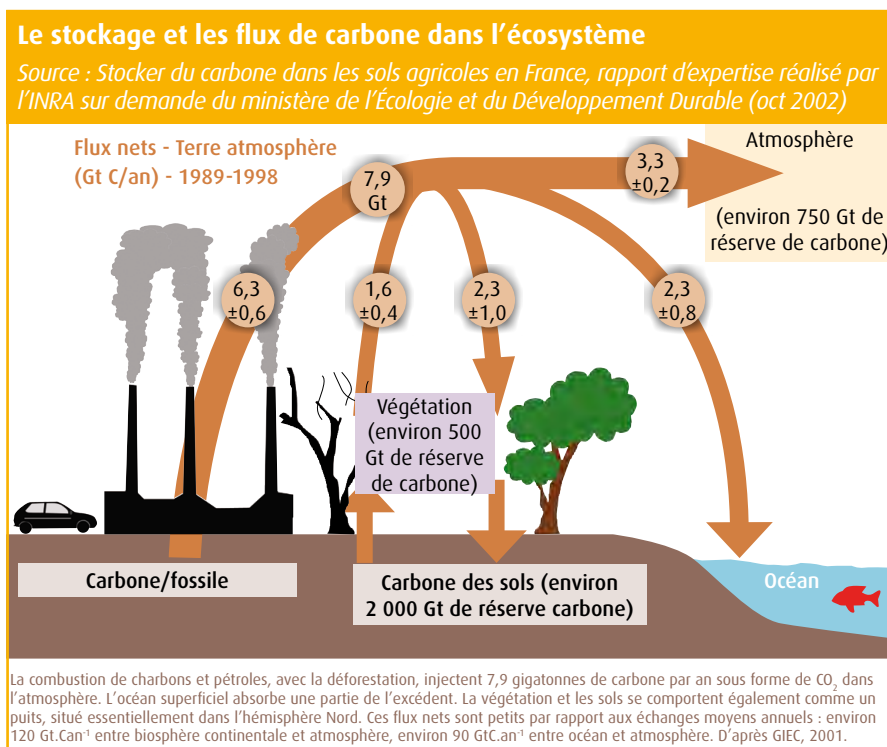 Le stockage et les flux de carbone dans l'écosystème
Source : Stocker du carbone dans les sols agricoles en France, rapport d'expertise réalisé par
l'INRA sur demande du ministère de l'Écologie et du Développement Durable (oct 2002)
Flux nets - Terre atmosphère
(Gt C/an) - 1989-1998
7,9
Gt
3,3
±0,2
Atmosphère
(environ 750 Gt de
réserve de carbone)
6,3
±0,6
1,6
±0,4
2,3
±1,0
2,3
±0,8
Végétation
(environ 500
Gt de réserve
de carbone)
Carbone/fossile
Carbone des sols (environ
2 000 Gt de réserve carbone)
Océan
La combustion de charbons et pétroles, avec la déforestation, injectent 7,9 gigatonnes de carbone par an sous forme de CO₂ dans
l'atmosphère. L'océan superficiel absorbe une partie de l'excédent. La végétation et les sols se comportent également comme un
puits, situé essentiellement dans l'hémisphère Nord. Ces flux nets sont petits par rapport aux échanges moyens annuels : environ
120 Gt.Can⁻¹ entre biosphère continentale et atmosphère, environ 90 GtC.an⁻¹ entre océan et atmosphère. D'après GIEC, 2001.